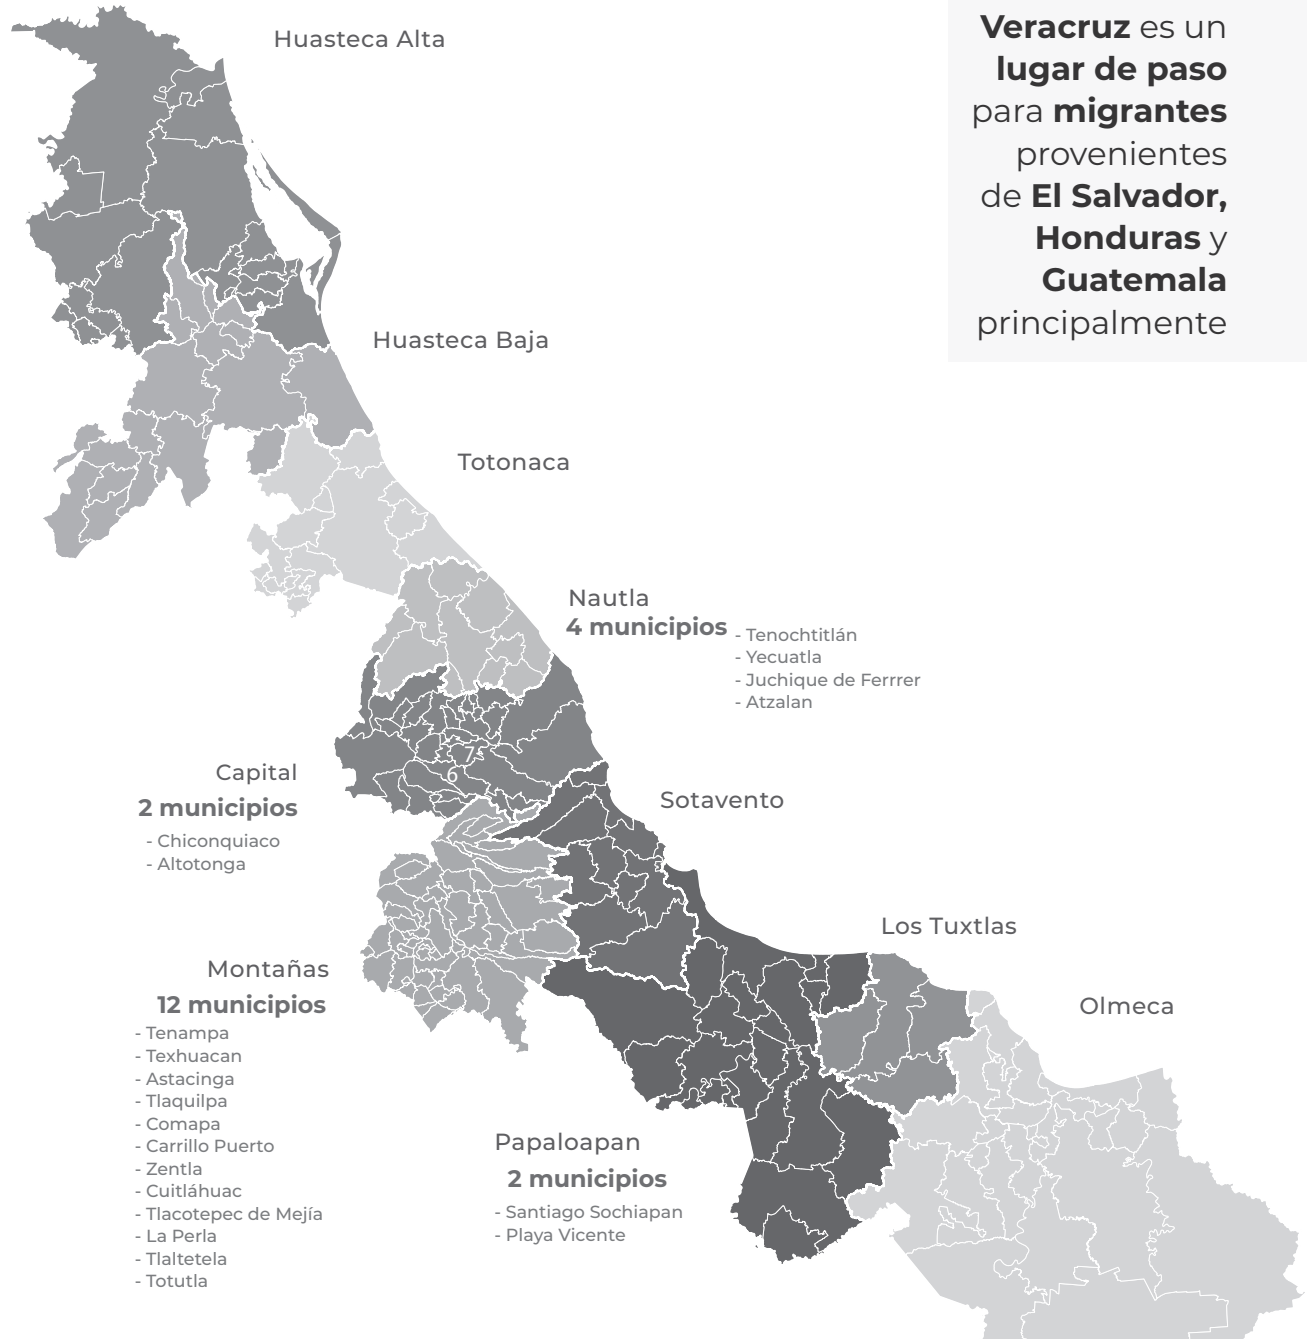 Huasteca Alta
Veracruz es un
lugar de paso
para migrantes
provenientes
de El Salvador,
Honduras y
Guatemala
principalmente
Huasteca Baja
Totonaca
Nautla
4 municipios
- Tenochtitlán
- Yecuatla
- Juchique de Ferrrer
- Atzalan
7
6
Capital
2 municipios
- Chiconquiaco
- Altotonga
Sotavento
Los Tuxtlas
Montañas
12 municipios
- Tenampa
- Texhuacan
- Astacinga
- Tlaquilpa
- Comapa
- Carrillo Puerto
- Zentla
- Cuitláhuac
- Tlacotepec de Mejía
- La Perla
- Tlaltetela
- Totutla
Olmeca
Papaloapan
2 municipios
- Santiago Sochiapan
- Playa Vicente